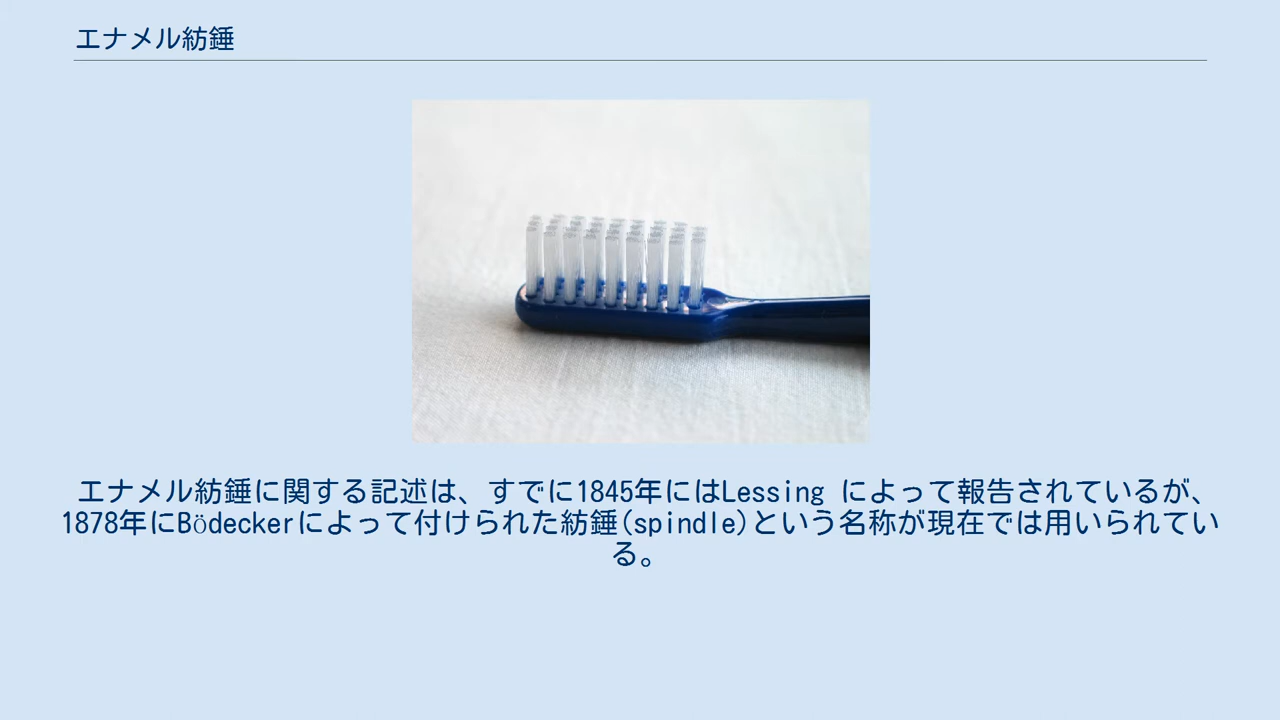 エナメル紡錘
エナメル紡錘に関する記述は、すでに1845年にはLessing によって報告されているが、
1878年にBödeckerによって付けられた紡錘(spindle)という名称が現在では用いられてい
る。